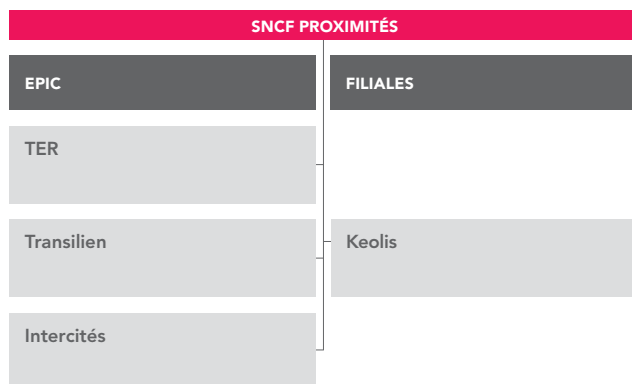 SNCF PROXIMITÉS
EPIC
FILIALES
TER
Transilien
Keolis
Intercités